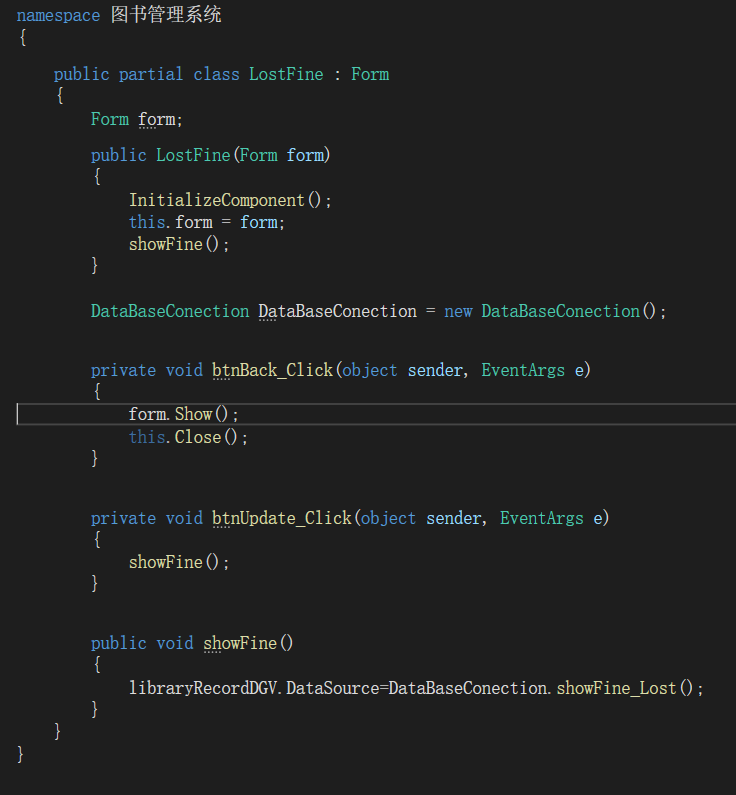 namespace 图书管理系统
{
public partial class LostFine : Form
{
Form form;
public LostFine(Form form)
{
InitializeComponent();
this.form = form;
showFine();
}
DataBaseConection DataBaseConection = new DataBaseConection();
private void btnBack_Click(object sender, EventArgs e)
{
form.Show();
this.Close();
}
private void btnUpdate_Click(object sender, EventArgs e)
{
showFine();
}
public void showFine()
{
libraryRecordDGV.DataSource=DataBaseConection.showFine_Lost();
}
}
}